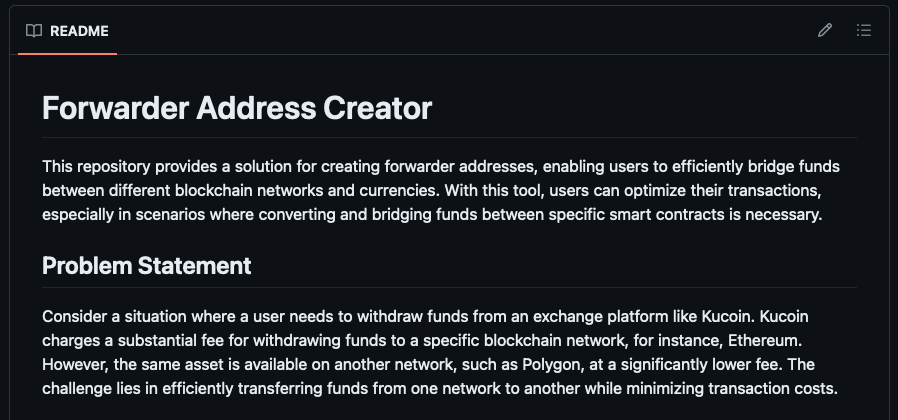 README
Forwarder Address Creator
This repository provides a solution for creating forwarder addresses, enabling users to efficiently bridge funds
between different blockchain networks and currencies. With this tool, users can optimize their transactions,
especially in scenarios where converting and bridging funds between specific smart contracts is necessary.
Problem Statement
Consider a situation where a user needs to withdraw funds from an exchange platform like Kucoin. Kucoin
charges a substantial fee for withdrawing funds to a specific blockchain network, for instance, Ethereum.
However, the same asset is available on another network, such as Polygon, at a significantly lower fee. The
challenge lies in efficiently transferring funds from one network to another while minimizing transaction costs.